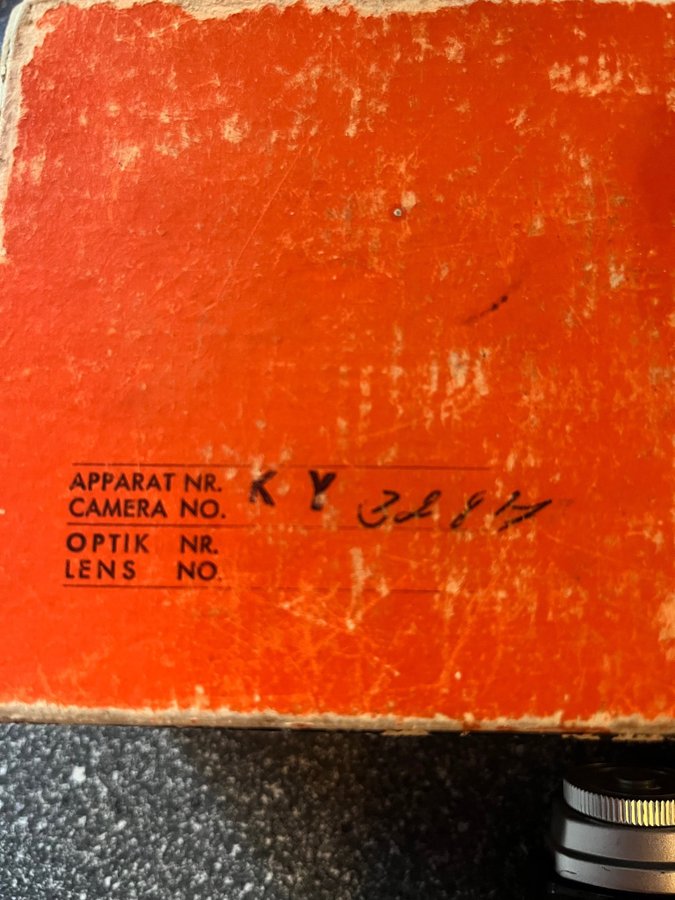 APPARAT NR.
CAMERA NO. K Y
OPTIK NR.
LENS NO.